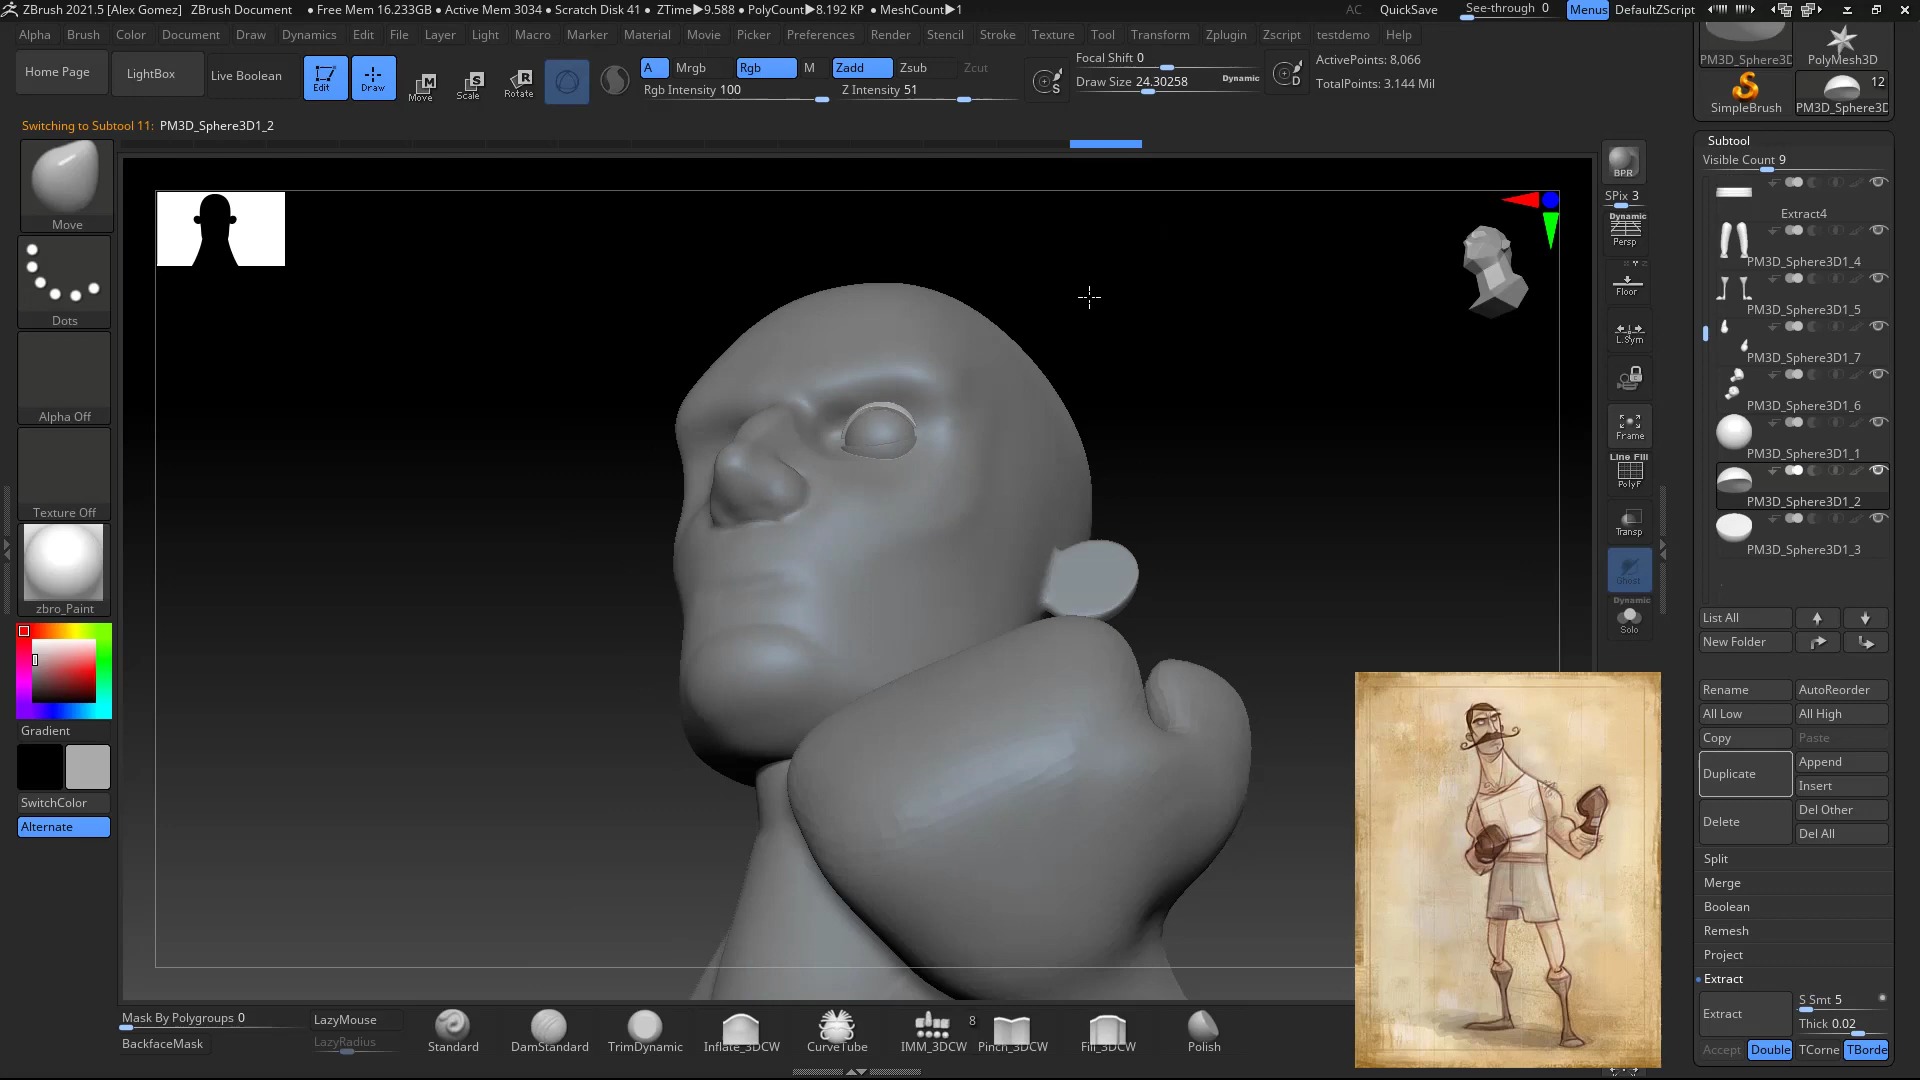 ZBrush 2021.5 [Alex Gomez] ZBrush Document • Free Mem 16.233GB • Active Mem 3034 • Scratch Disk 41 • ZTime▶9.588 • PolyCount▶8.192 KP • MeshCount▶1 AC QuickSave See-through 0 Menus DefaultZScript
Alpha Brush Color Document Draw Dynamics Edit File Layer Light Macro Marker Material Movie Picker Preferences Render Stencil Stroke Texture Tool Transform Zplugin Zscript testdemo Help
Home Page LightBox Live Boolean Edit Draw Move Scale Rotate
A Mrgb Rgb M Zadd Zsub Zcut
Rgb Intensity 100 Z Intensity 51
Focal Shift 0
Draw Size 24.30258 Dynamic
ActivePoints: 8,066
TotalPoints: 3.144 Mil
Switching to Subtool 11: PM3D_Sphere3D1_2
Move
Dots
Alpha Off
Texture Off
zbro_Paint
Gradient
SwitchColor
Alternate
BPR
SPix 3
Dynamic
Persp
Floor
L.Sym
Frame
Line Fill
PolyF
Transp
Ghost
Dynamic
Solo
PM3D_Sphere3D PolyMesh3D
12
SimpleBrush PM3D_Sphere3D
Subtool
Visible Count 9
Extract4
PM3D_Sphere3D1_4
PM3D_Sphere3D1_5
PM3D_Sphere3D1_7
PM3D_Sphere3D1_6
PM3D_Sphere3D1_1
PM3D_Sphere3D1_2
PM3D_Sphere3D1_3
List All
New Folder
Rename AutoReorder
All Low All High
Copy Paste
Duplicate Append
Insert
Delete Del Other
Del All
Split
Merge
Boolean
Remesh
Project
Extract
Extract S Smt 5
Thick 0.02
Accept Double TCorne TBorde
Mask By Polygroups 0
BackfaceMask
LazyMouse
LazyRadius
Standard DamStandard TrimDynamic Inflate_3DCW CurveTube IMM_3DCW 8 Pinch_3DCW Fill_3DCW Polish